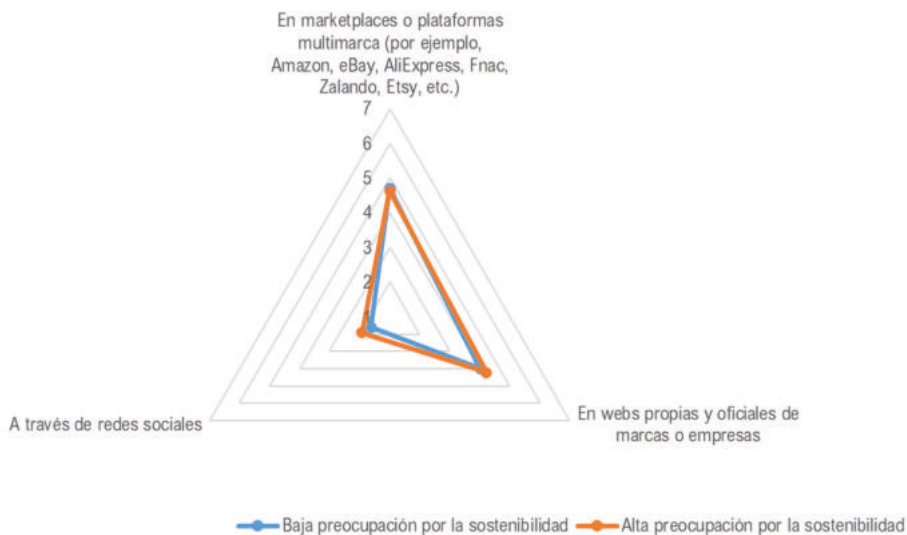 En marketplaces o plataformas
multimarca (por ejemplo,
Amazon, eBay, AliExpress, Fnac,
Zalando, Etsy, etc.)
7
6
5
4
3
2
1
A través de redes sociales
En webs propias y oficiales de
marcas o empresas
Baja preocupación por la sostenibilidad
Alta preocupación por la sostenibilidad